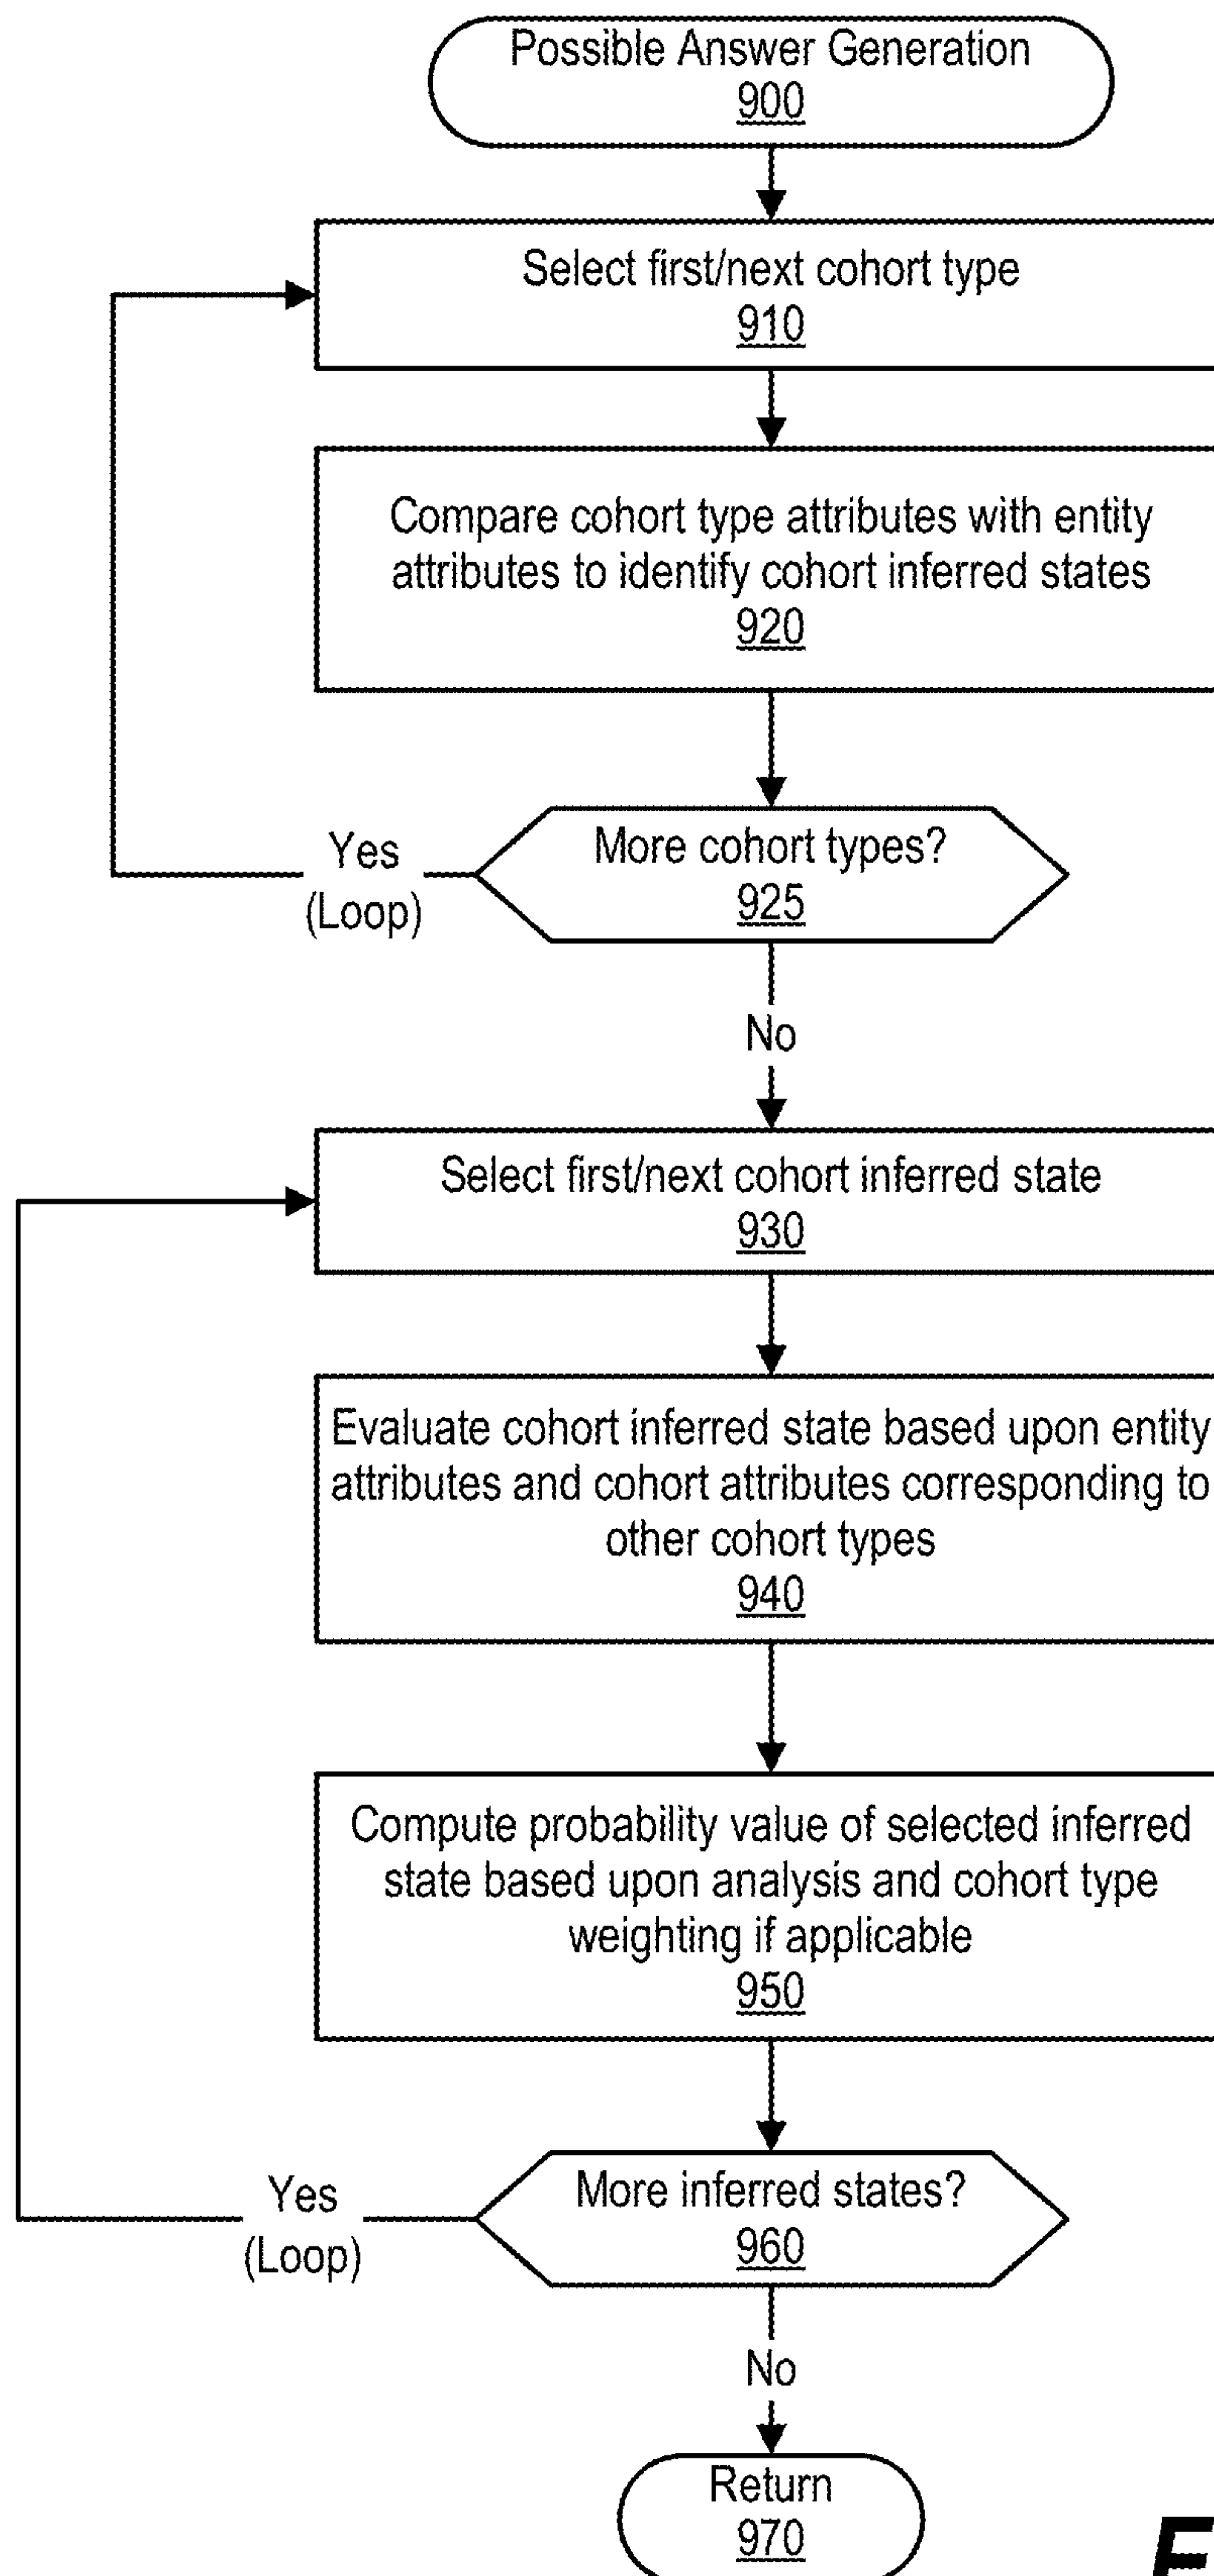 Possible Answer Generation
900
Select first/next cohort type
910
Compare cohort type attributes with entity
attributes to identify cohort inferred states
920
More cohort types?
925
Yes
(Loop)
No
Select first/next cohort inferred state
930
Evaluate cohort inferred state based upon entity
attributes and cohort attributes corresponding to
other cohort types
940
Compute probability value of selected inferred
state based upon analysis and cohort type
weighting if applicable
950
More inferred states?
960
Yes
(Loop)
No
Return
970